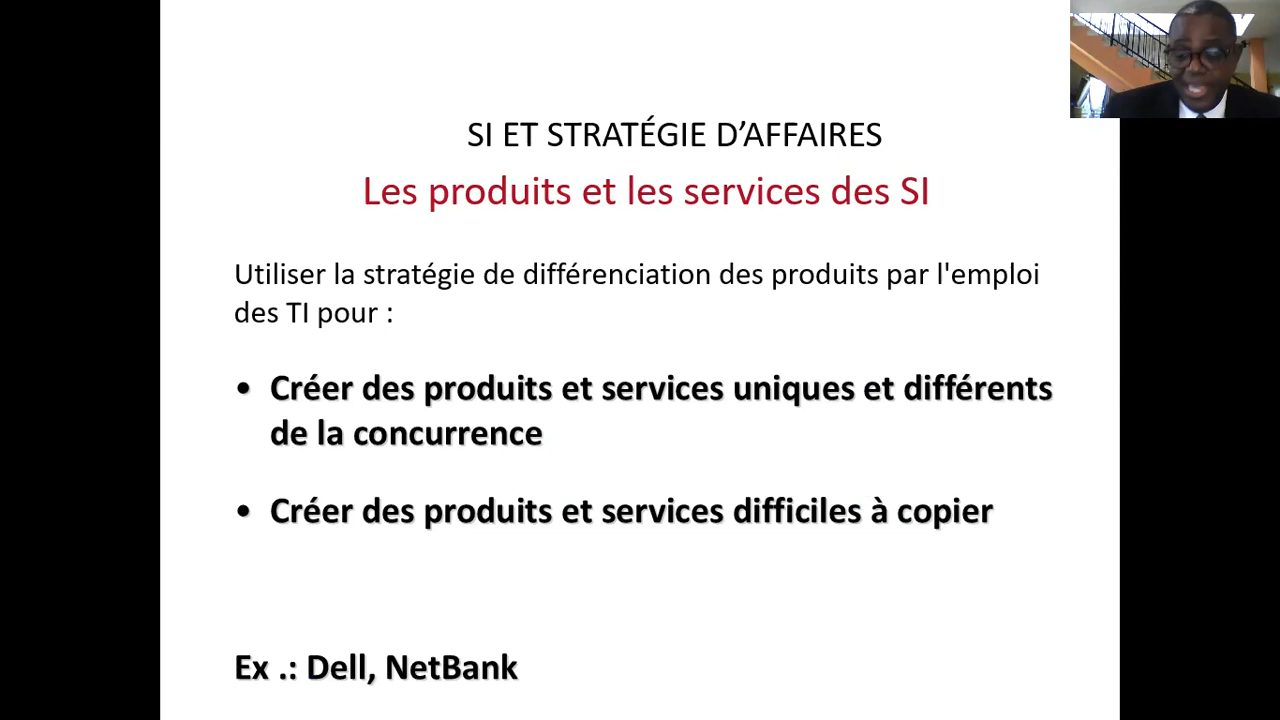 SI ET STRATÉGIE D’AFFAIRES
Les produits et les services des SI
Utiliser la stratégie de différenciation des produits par l'emploi
des TI pour :
• Créer des produits et services uniques et différents
de la concurrence
• Créer des produits et services difficiles à copier
Ex .: Dell, NetBank